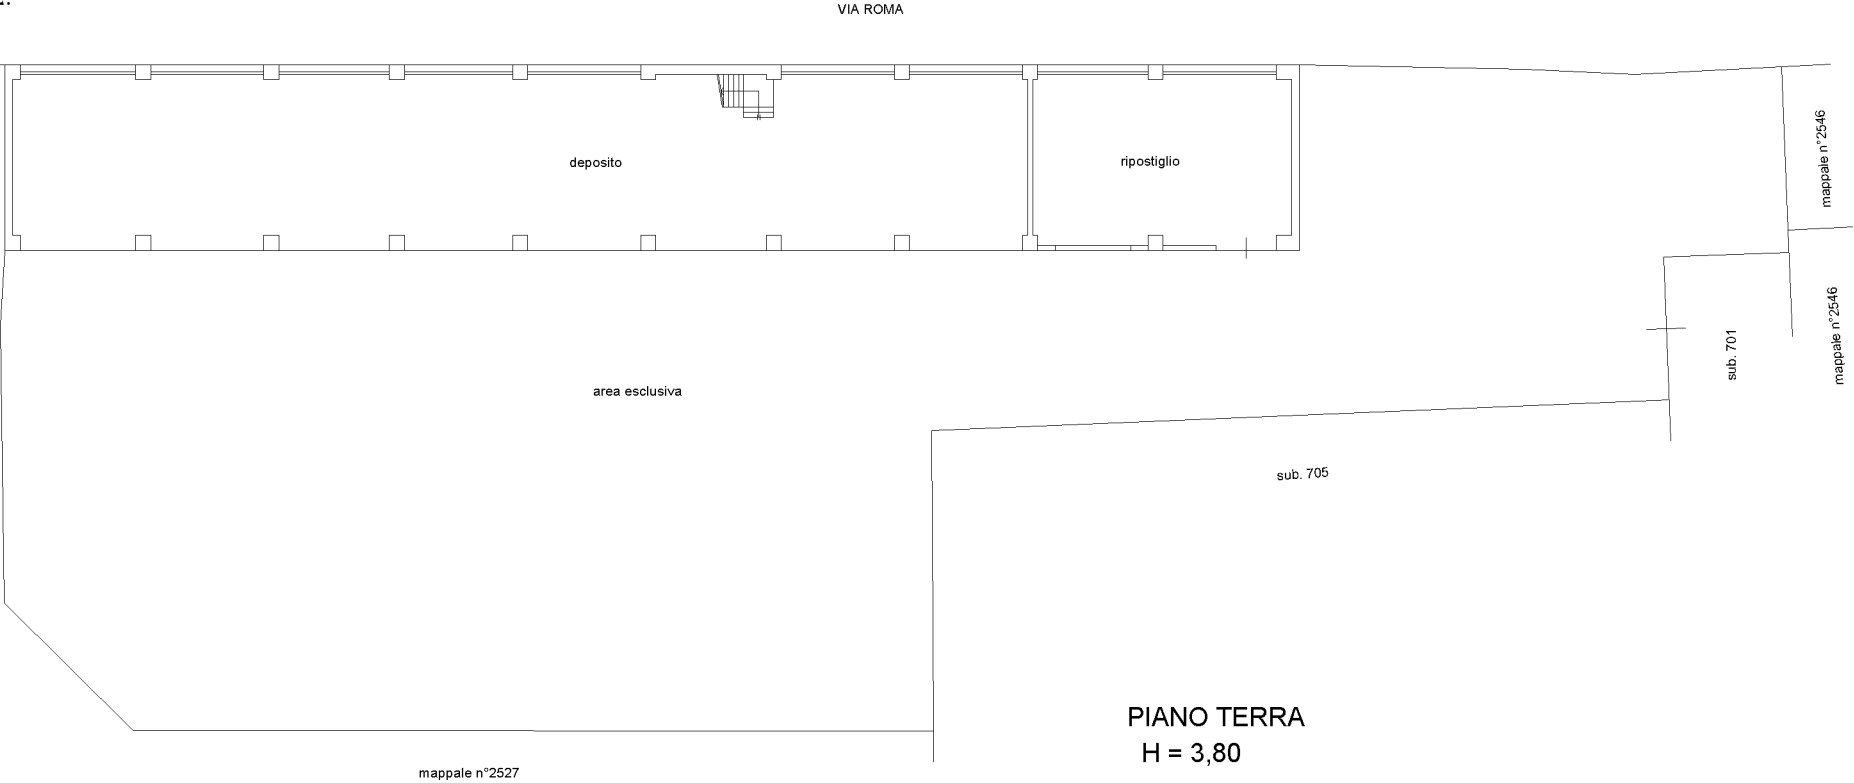 VIA ROMA
mappale n°2546
deposito
ripostiglio
mappale n°2546
sub. 701
area esclusiva
sub. 705
PIANO TERRA
H = 3,80
mappale n°2527